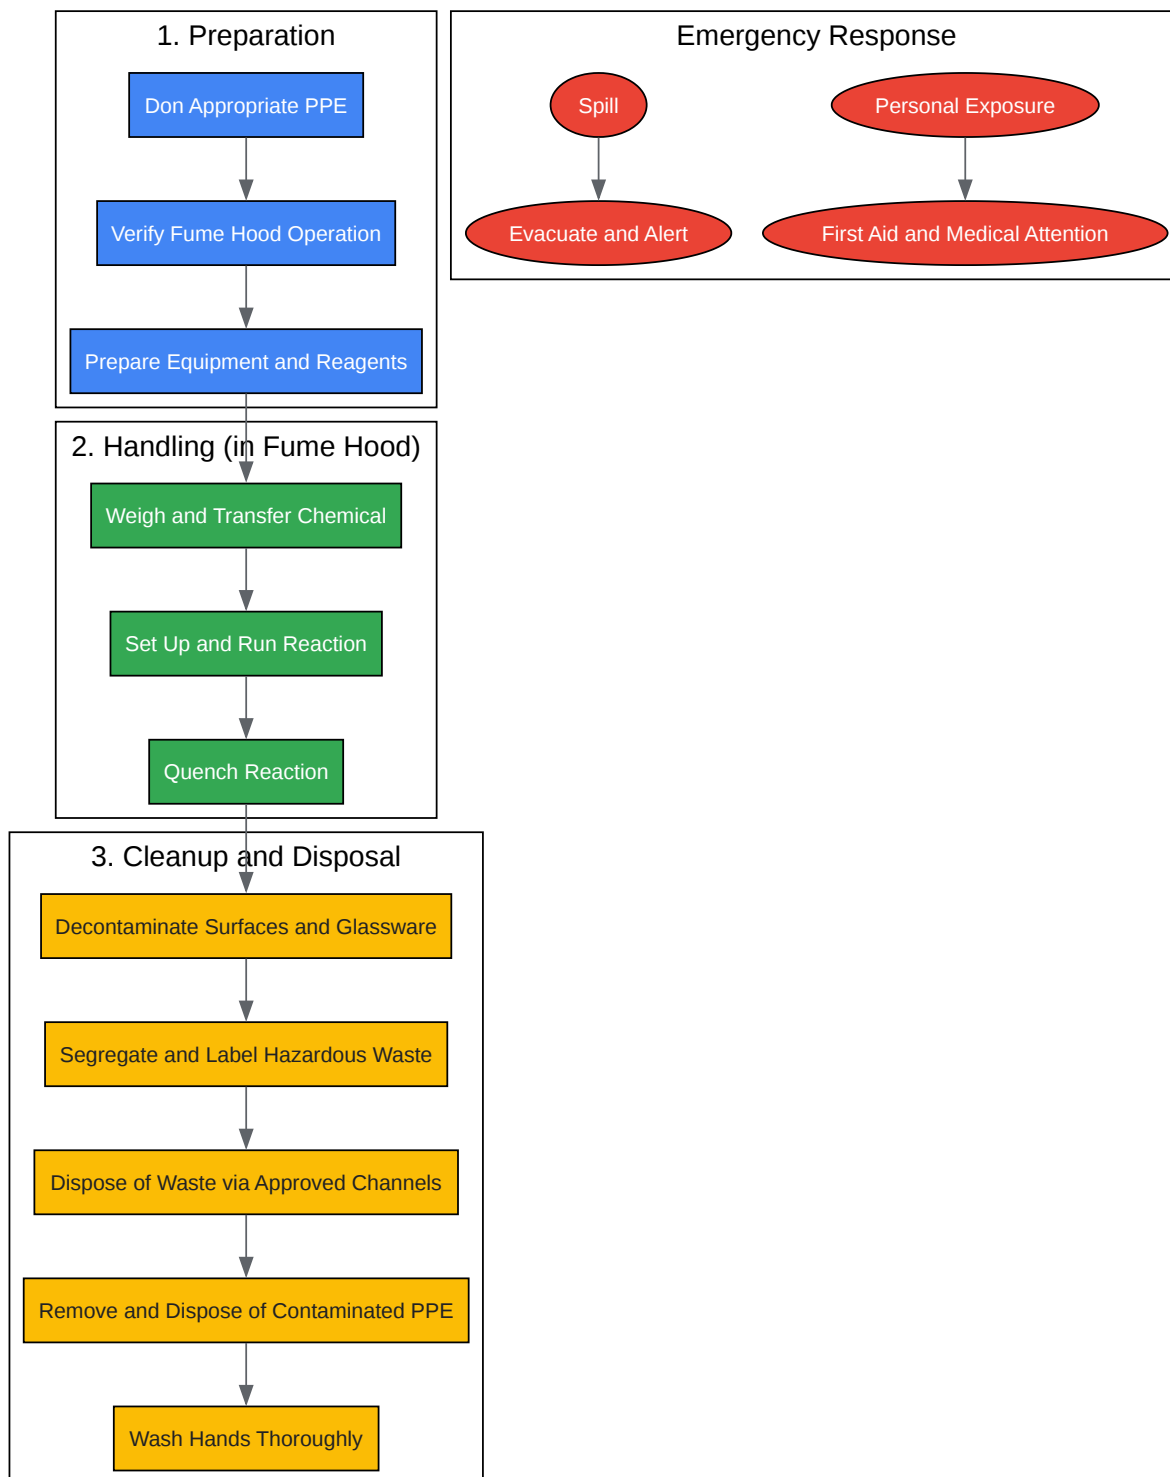 1. Preparation
Don Appropriate PPE
Verify Fume Hood Operation
Prepare Equipment and Reagents
2. Handling (in Fume Hood)
Weigh and Transfer Chemical
Set Up and Run Reaction
Quench Reaction
3. Cleanup and Disposal
Decontaminate Surfaces and Glassware
Segregate and Label Hazardous Waste
Dispose of Waste via Approved Channels
Remove and Dispose of Contaminated PPE
Wash Hands Thoroughly
Emergency Response
Spill
Evacuate and Alert
Personal Exposure
First Aid and Medical Attention